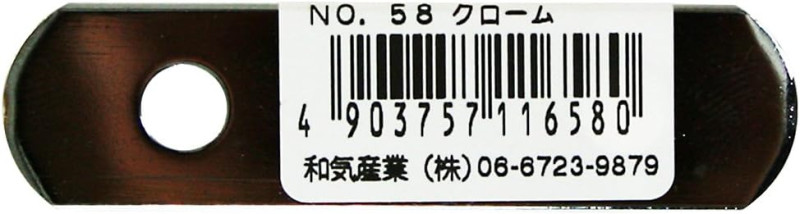 NO. 58 クローム
4 903757 116580
和気産業 (株) 06-6723-9879